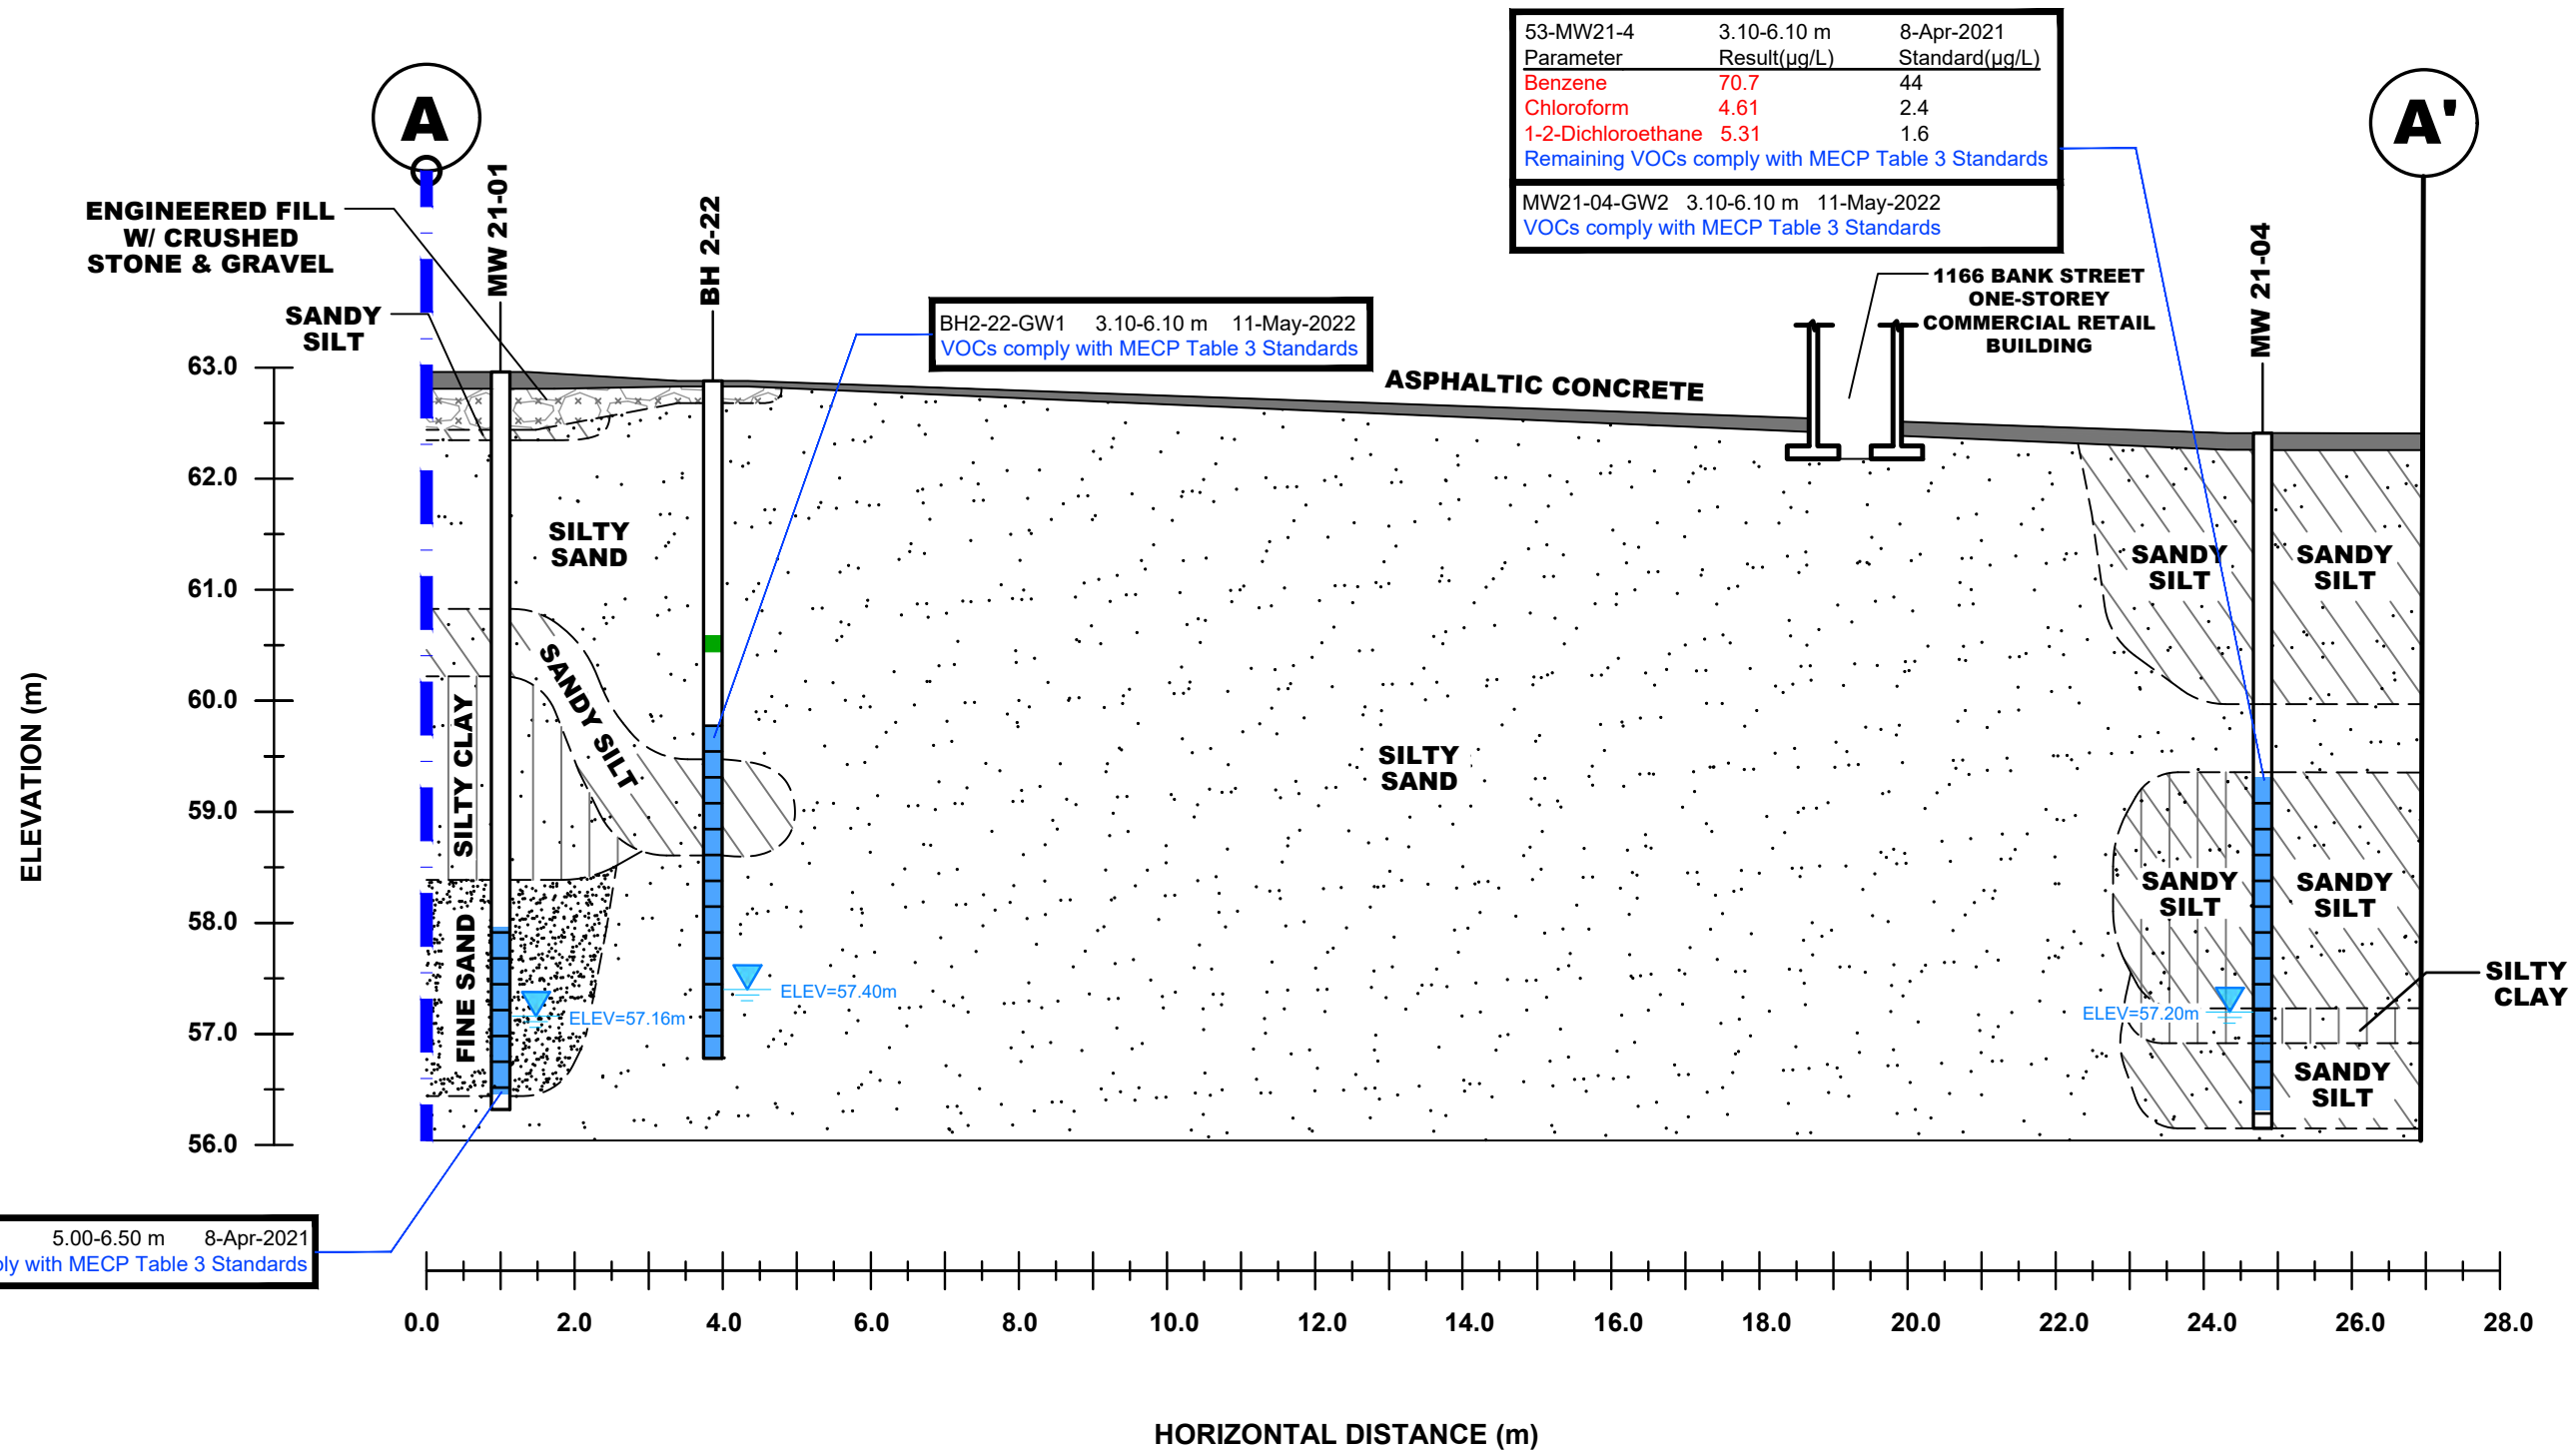 53-MW21-4 3.10-6.10 m 8-Apr-2021
Parameter Result(µg/L) Standard(µg/L)
Benzene 70.7 44
Chloroform 4.61 2.4
1-2-Dichloroethane 5.31 1.6
Remaining VOCs comply with MECP Table 3 Standards
MW21-04-GW2 3.10-6.10 m 11-May-2022
VOCs comply with MECP Table 3 Standards
A
A'
ENGINEERED FILL
W/ CRUSHED
STONE & GRAVEL
SANDY
SILT
MW 21-01
BH 2-22
BH2-22-GW1 3.10-6.10 m 11-May-2022
VOCs comply with MECP Table 3 Standards
1166 BANK STREET
ONE-STOREY
COMMERCIAL RETAIL
BUILDING
MW 21-04
ASPHALTIC CONCRETE
63.0
62.0
61.0
60.0
59.0
58.0
57.0
56.0
ELEVATION (m)
SILTY
SAND
SANDY SILT
SILTY CLAY
FINE SAND
ELEV=57.16m
ELEV=57.40m
SILTY
SAND
SANDY
SILT
SANDY
SILT
SANDY
SILT
SANDY
SILT
ELEV=57.20m
SILTY
CLAY
SANDY
SILT
5.00-6.50 m 8-Apr-2021
with MECP Table 3 Standards
0.0 2.0 4.0 6.0 8.0 10.0 12.0 14.0 16.0 18.0 20.0 22.0 24.0 26.0 28.0
HORIZONTAL DISTANCE (m)